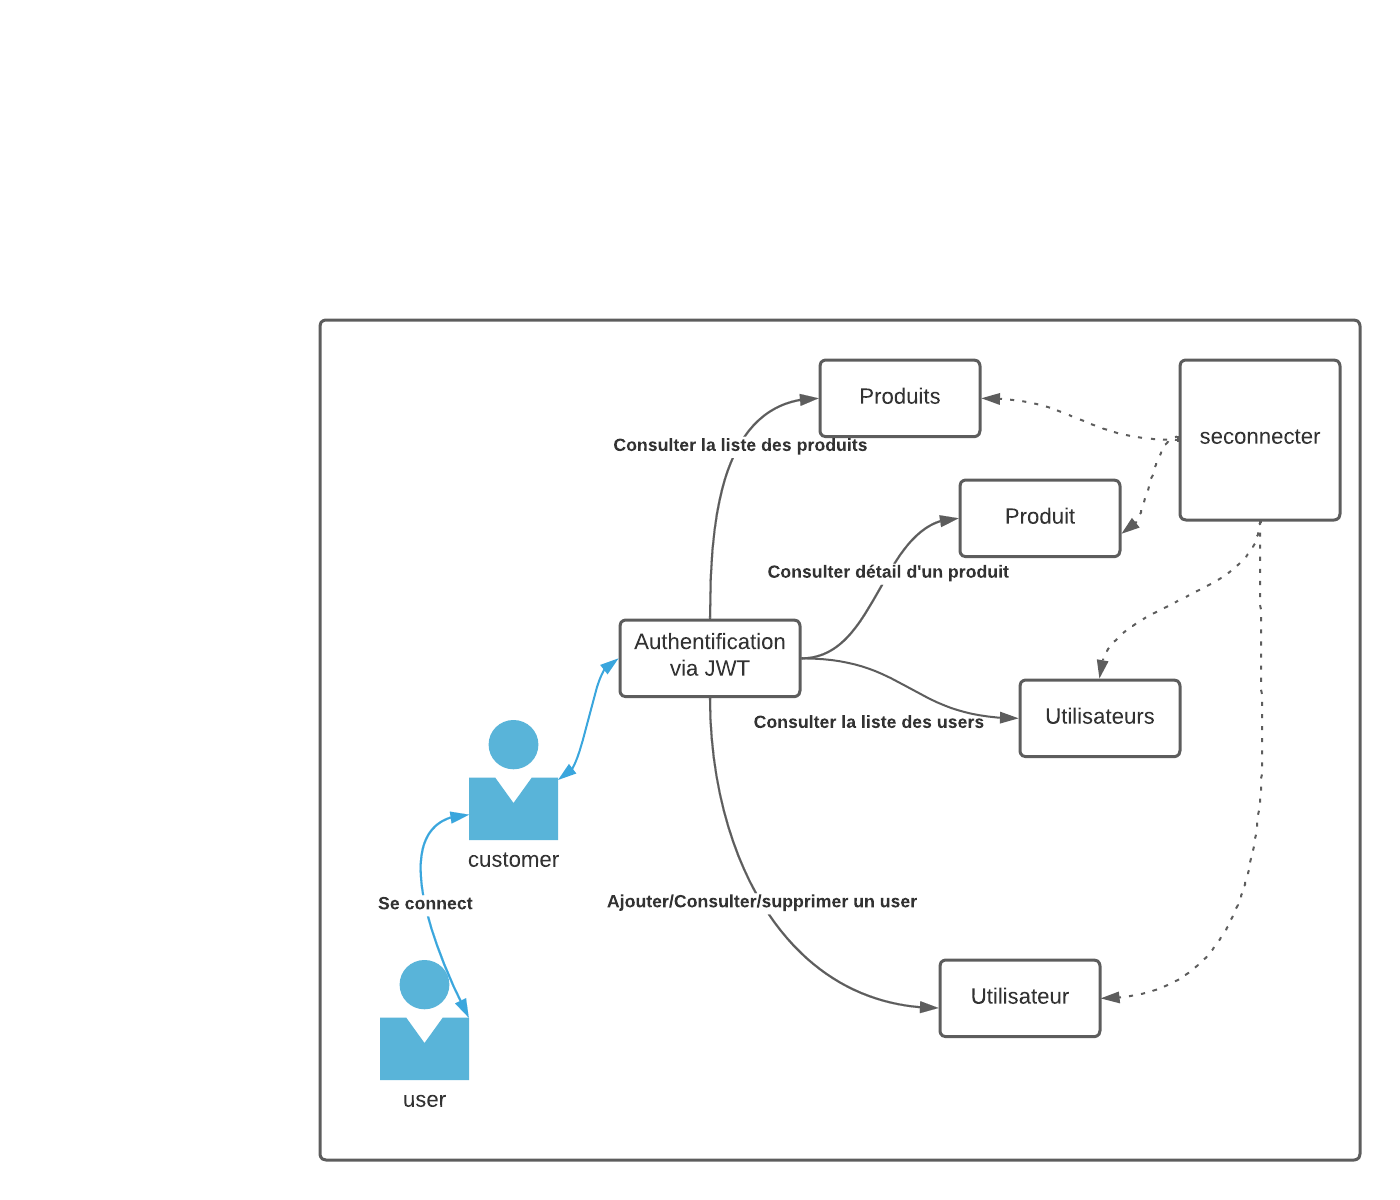 Produits
seconnecter
Consulter la liste des produits
Produit
Consulter détail d'un produit
Authentification
via JWT
Utilisateurs
Consulter la liste des users
customer
Ajouter/Consulter/supprimer un user
Se connect
Utilisateur
user